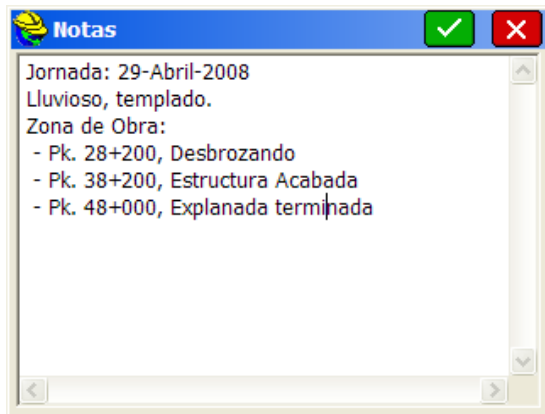 Notas
Jornada: 29-Abril-2008
Lluvioso, templado.
Zona de Obra:
- Pk. 28+200, Desbrozando
- Pk. 38+200, Estructura Acabada
- Pk. 48+000, Explanada terminada